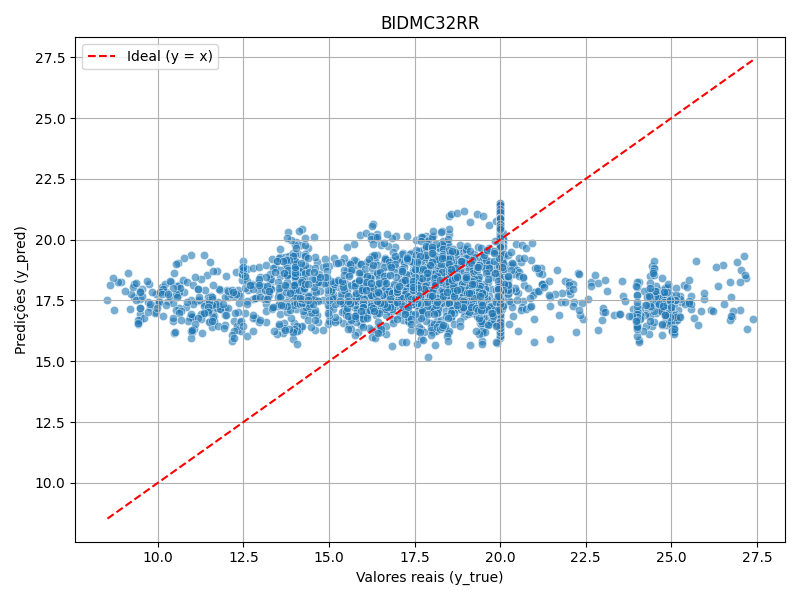 BIDMC32RR
Ideal (y = x)
27.5
25.0
22.5
20.0
17.5
15.0
12.5
10.0
Predições (y_pred)
10.0 12.5 15.0 17.5 20.0 22.5 25.0 27.5
Valores reais (y_true)